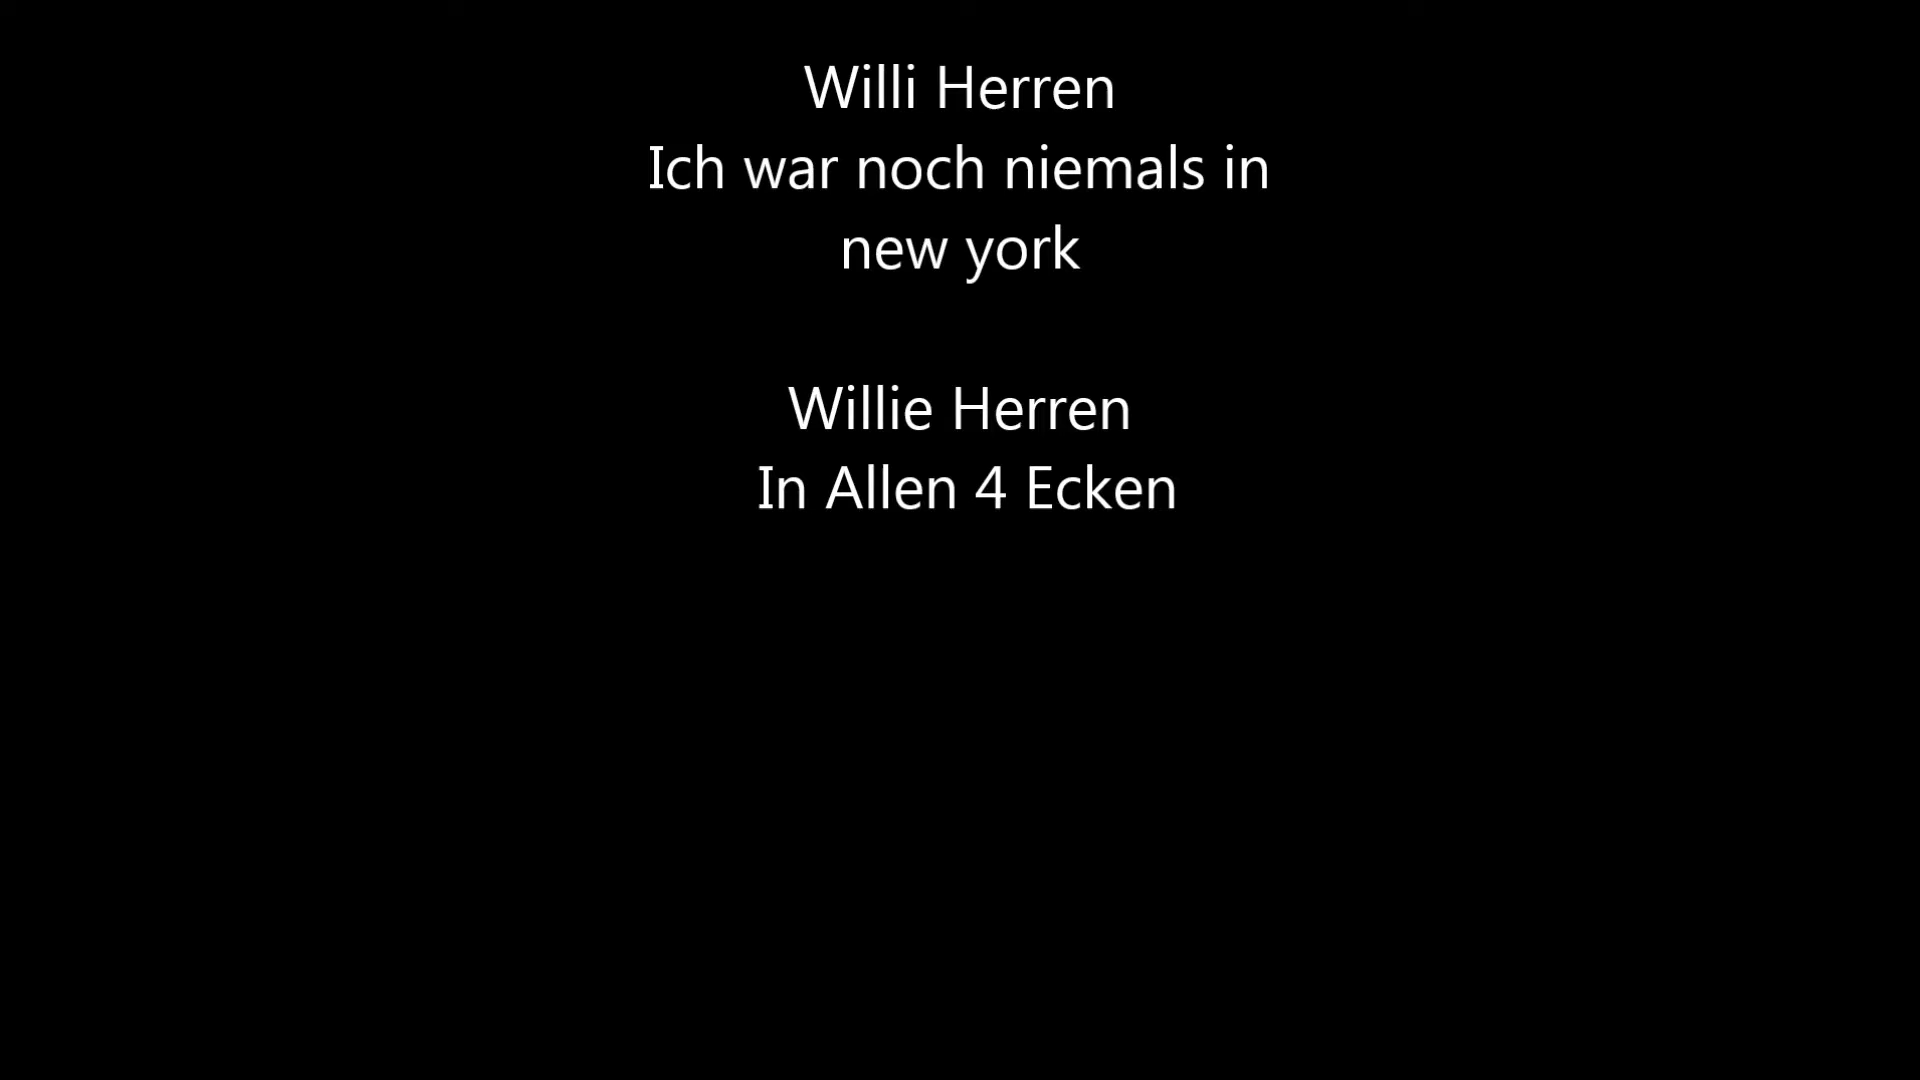 Willi Herren
Ich war noch niemals in
new york
Willie Herren
In Allen 4 Ecken